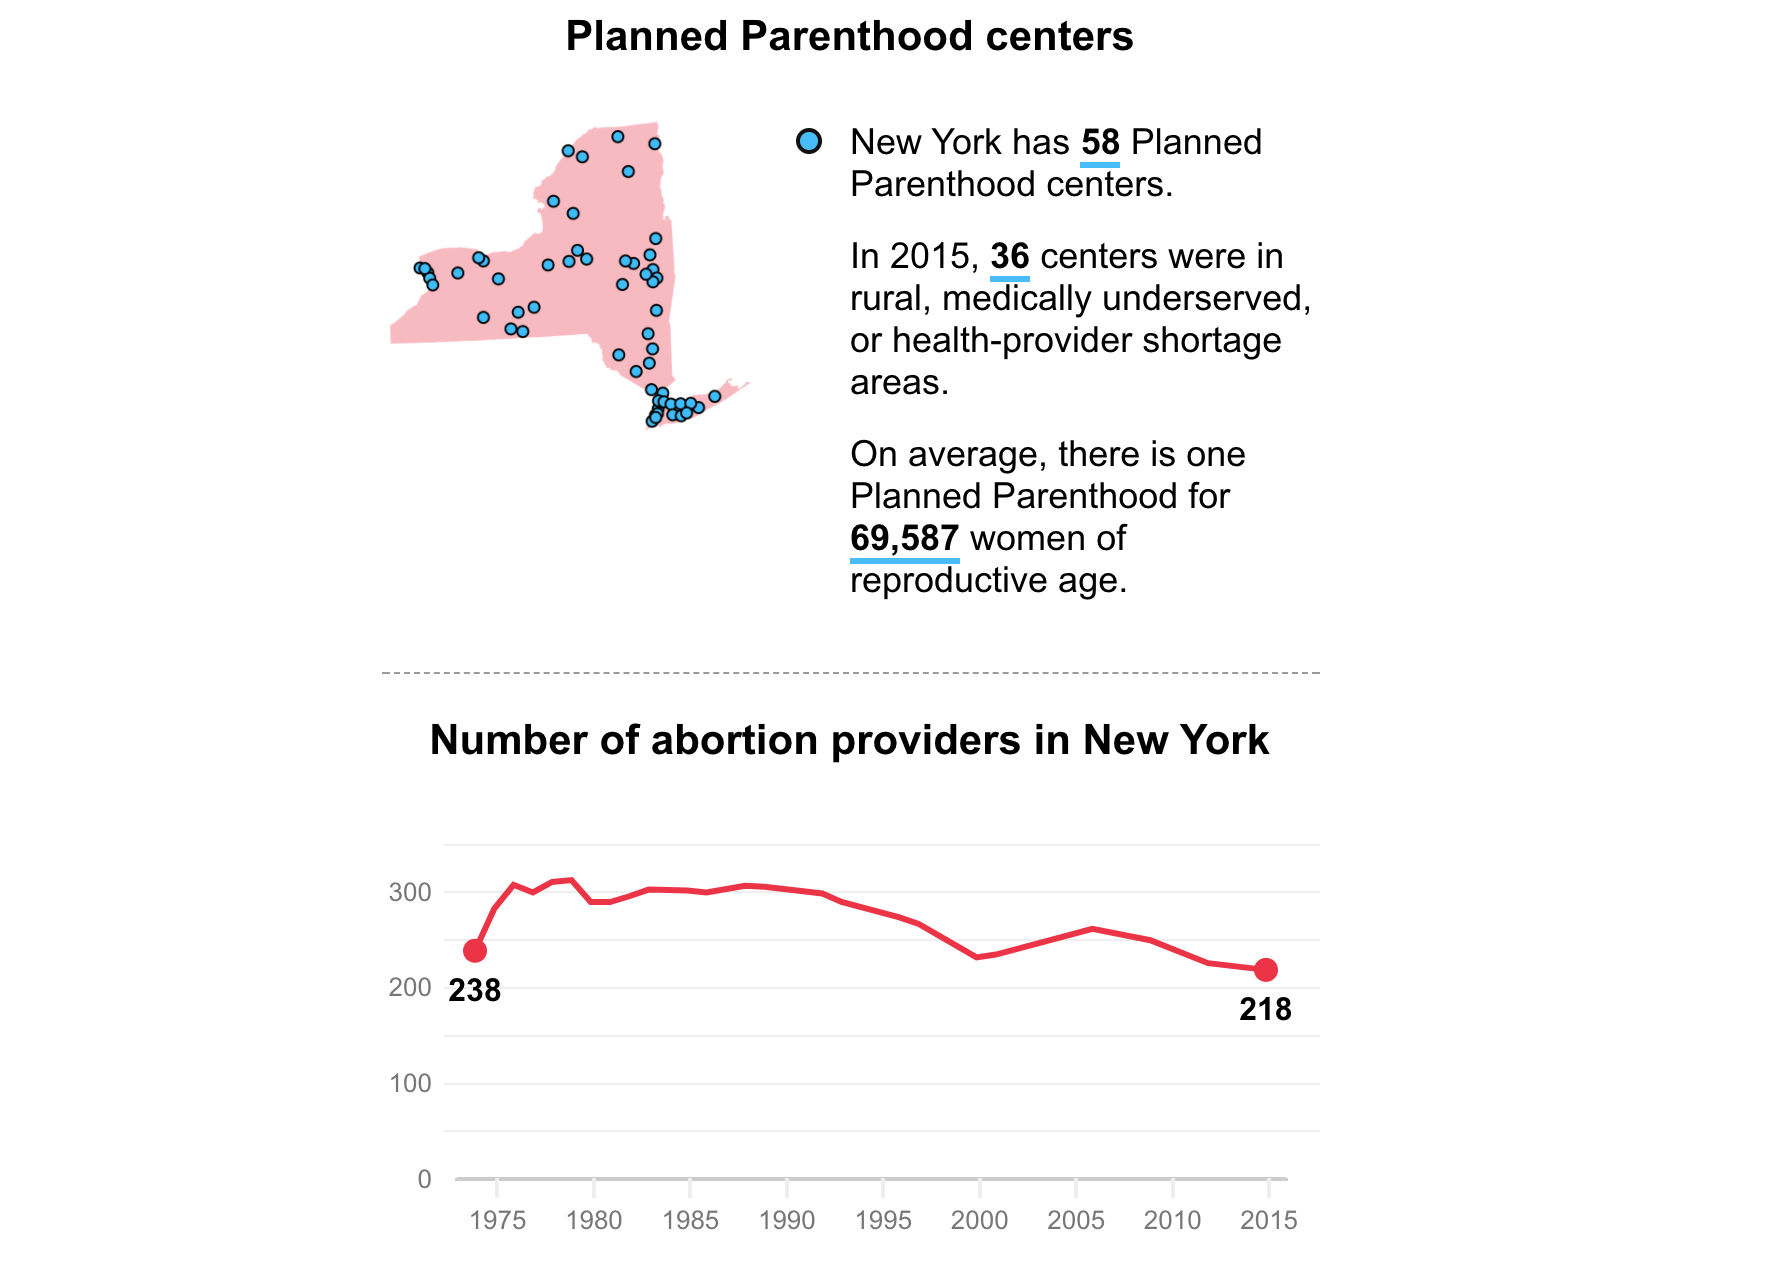 Planned Parenthood centers
New York has 58 Planned
Parenthood centers.
In 2015, 36 centers were in
rural, medically underserved,
or health-provider shortage
areas.
On average, there is one
Planned Parenthood for
69,587 women of
reproductive age.
Number of abortion providers in New York
300
200
100
0
238
218
1975 1980 1985 1990 1995 2000 2005 2010 2015